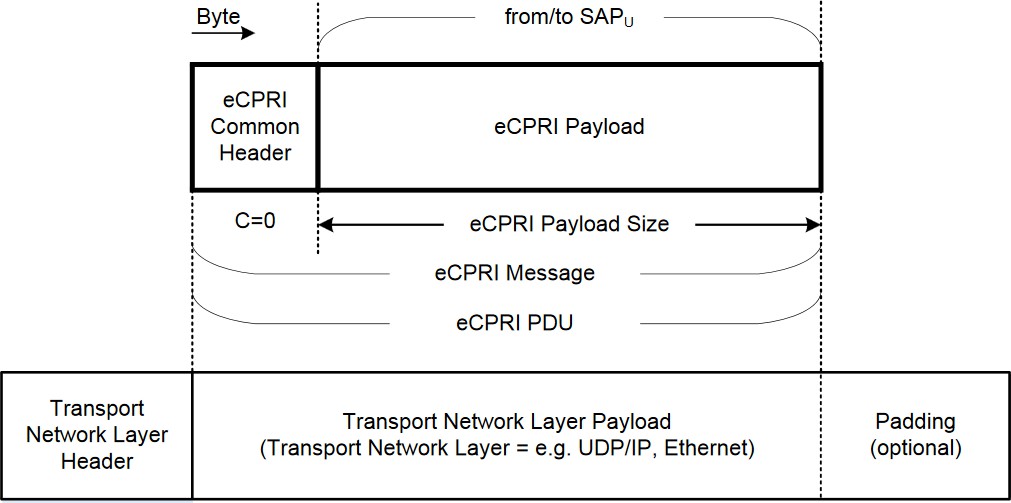 Byte
from/to SAPU
eCPRI
Common
Header
eCPRI Payload
C=0
eCPRI Payload Size
eCPRI Message
eCPRI PDU
Transport
Network Layer
Header
Transport Network Layer Payload
(Transport Network Layer = e.g. UDP/IP, Ethernet)
Padding
(optional)